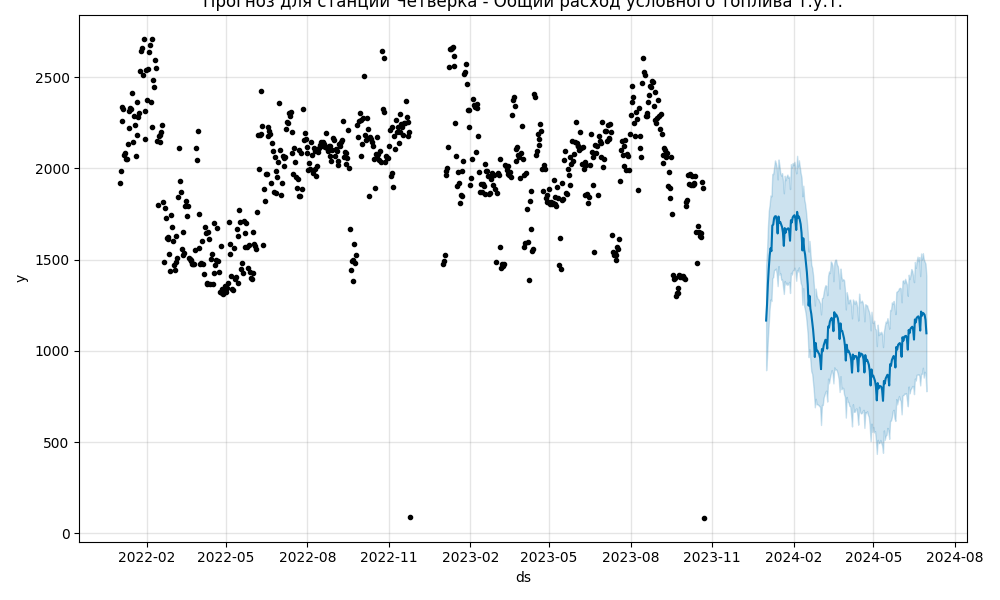 Прогноз для станции Четверка - Общий расход условного топлива т.у.т.
2500
2000
1500
1000
500
0
y
2022-02 2022-05 2022-08 2022-11 2023-02 2023-05 2023-08 2023-11 2024-02 2024-05 2024-08
ds